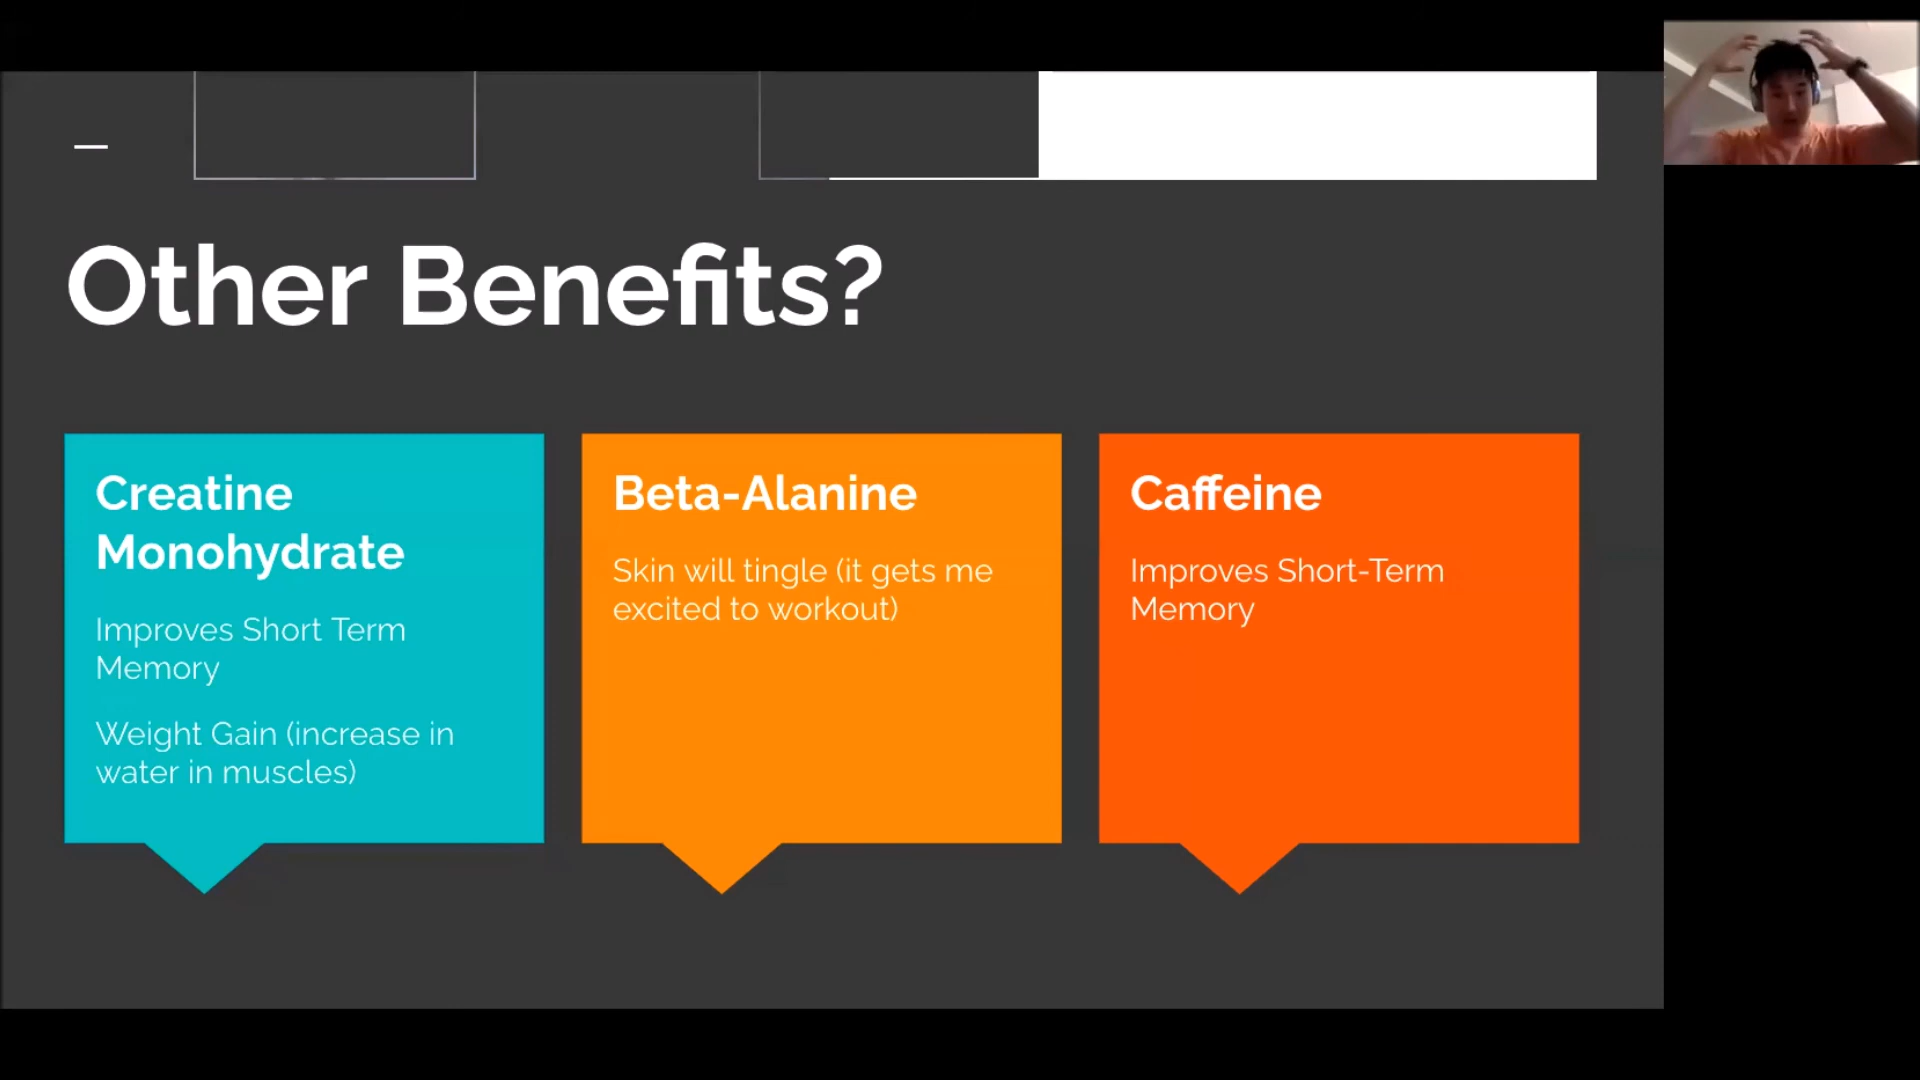 Other Benefits?
Creatine
Monohydrate
Improves Short Term
Memory
Weight Gain (increase in
water in muscles)
Beta-Alanine
Skin will tingle (it gets me
excited to workout)
Caffeine
Improves Short-Term
Memory